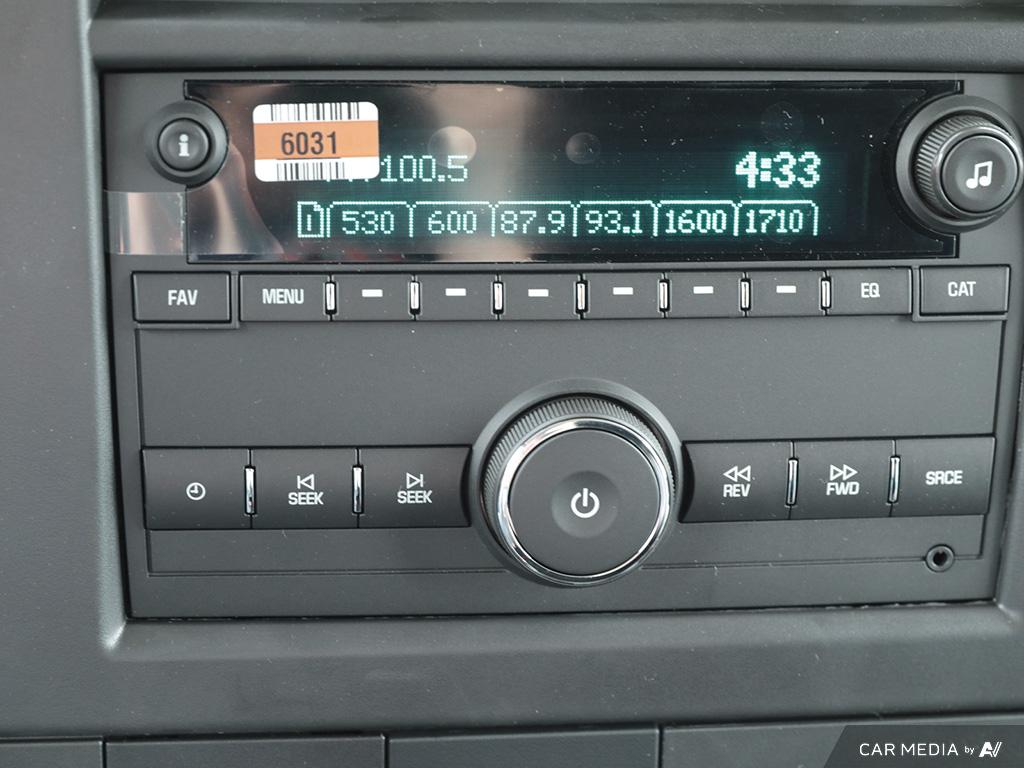 6031
100.5
4:33
1 530 600 87.9 93.1 1600 1710
FAV MENU EQ CAT
SEEK SEEK REV FWD SRCE
CAR MEDIA by